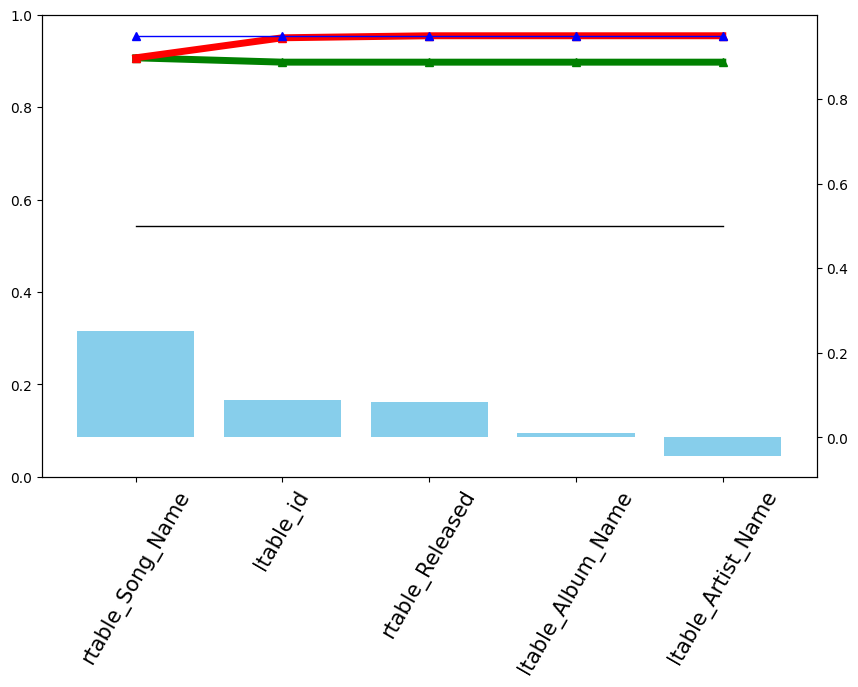 1.0
0.8
0.6
0.4
0.2
0.0
0.8
0.6
0.4
0.2
0.0
rtable_Song_Name
ltable_id
rtable_Released
ltable_Album_Name
ltable_Artist_Name